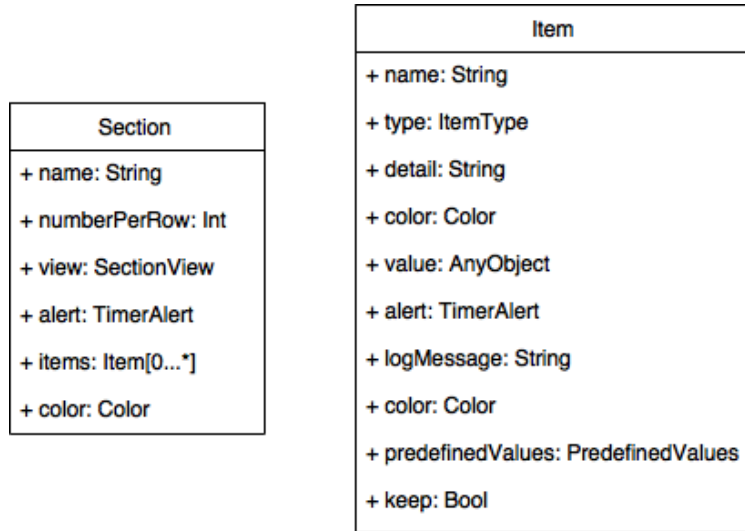 Section
+ name: String
+ numberPerRow: Int
+ view: SectionView
+ alert: TimerAlert
+ items: Item[0...*]
+ color: Color
Item
+ name: String
+ type: ItemType
+ detail: String
+ color: Color
+ value: AnyObject
+ alert: TimerAlert
+ logMessage: String
+ color: Color
+ predefinedValues: PredefinedValues
+ keep: Bool